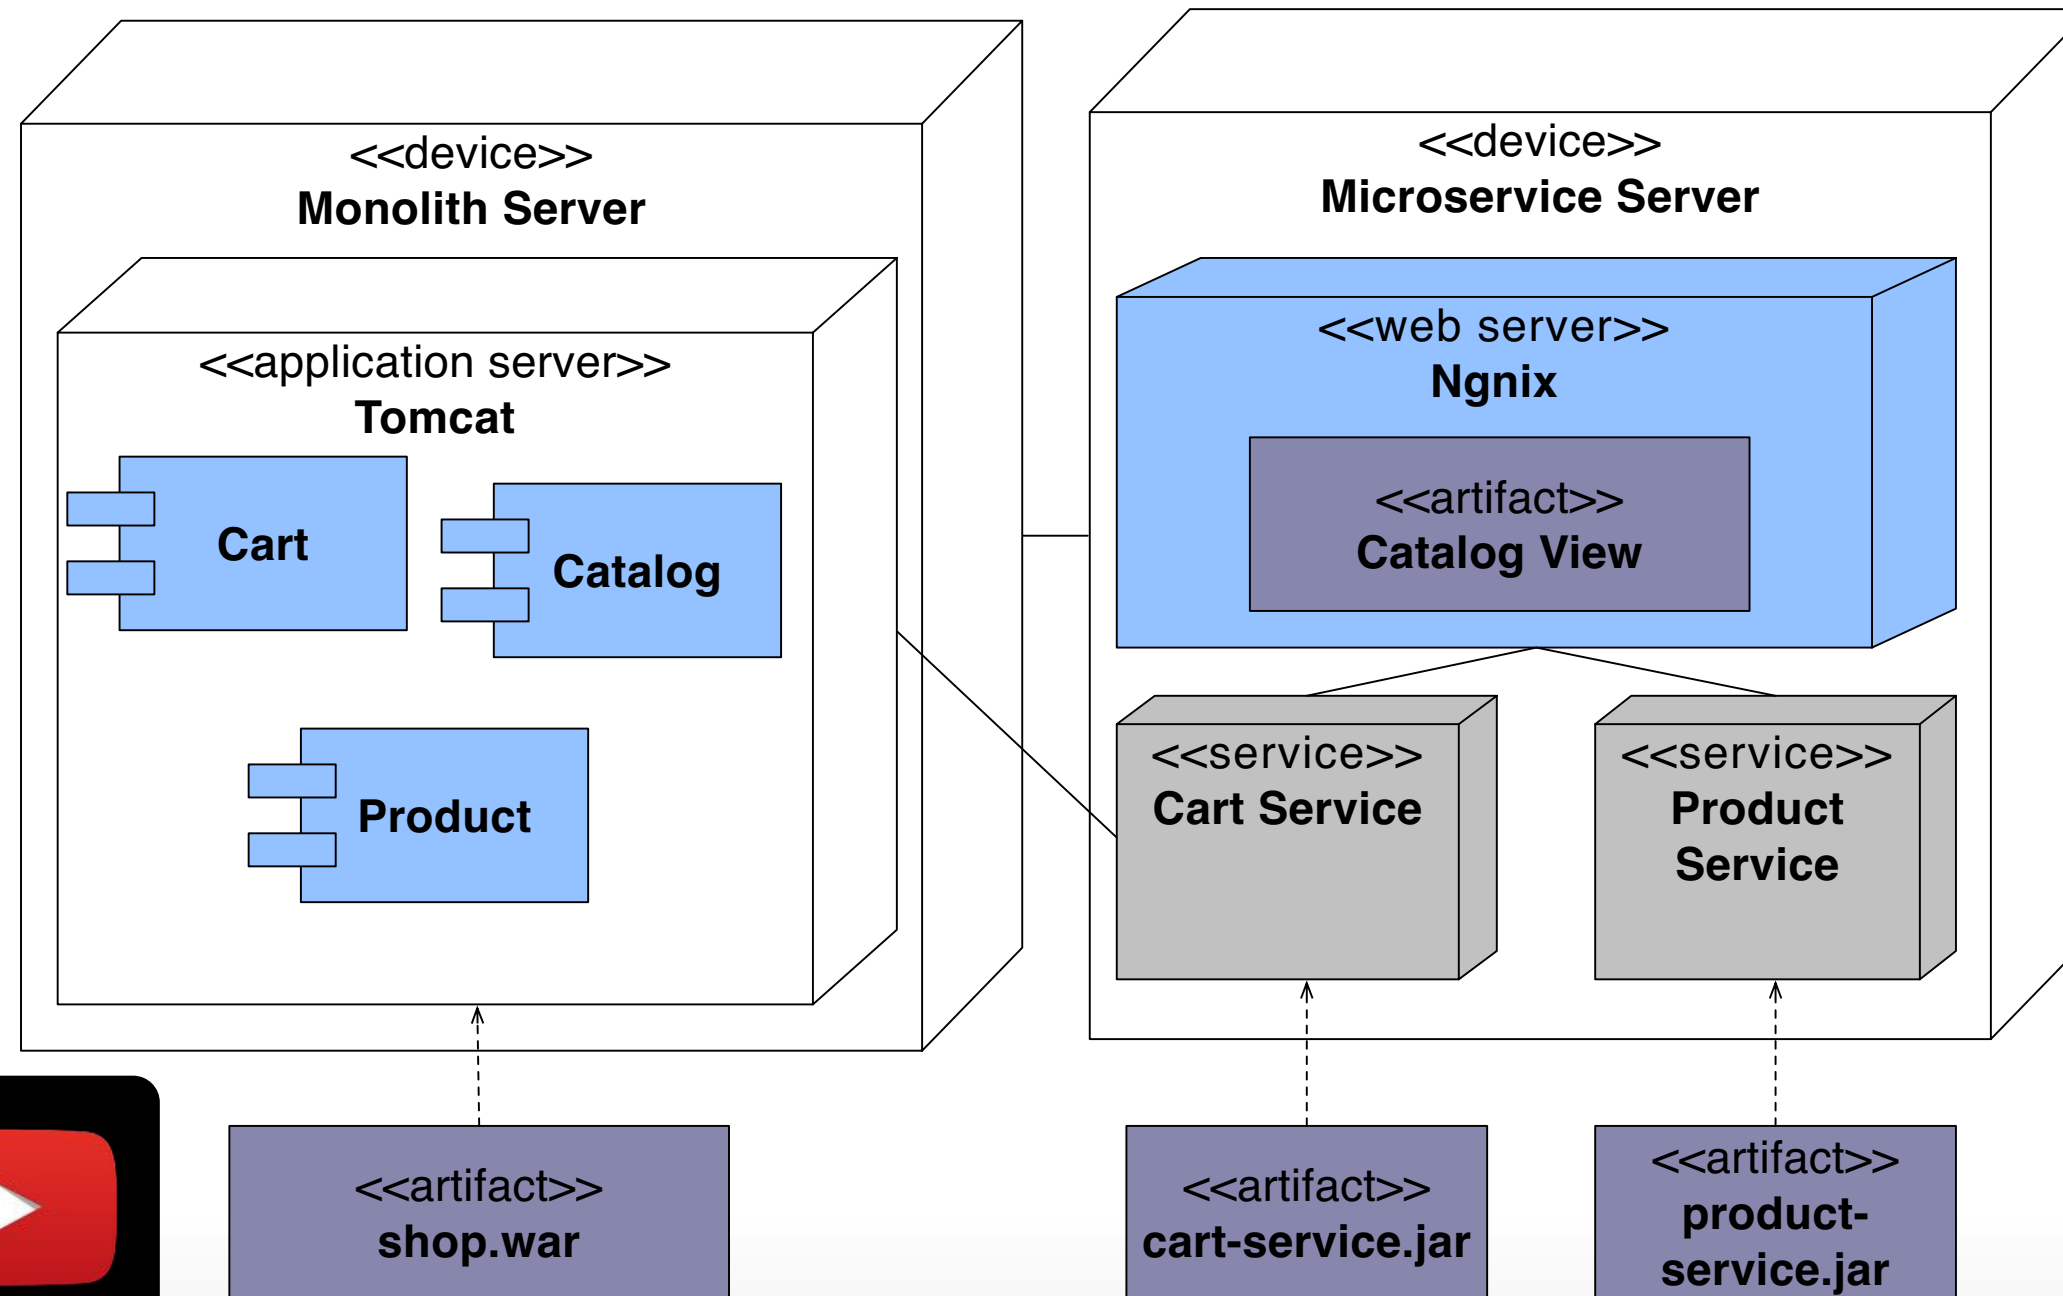 <<device>>
Monolith Server
<<application server>>
Tomcat
Cart
Catalog
Product
<<artifact>>
shop.war
<<device>>
Microservice Server
<<web server>>
Ngnix
<<artifact>>
Catalog View
<<service>>
Cart Service
<<service>>
Product
Service
<<artifact>>
cart-service.jar
<<artifact>>
product-
service.jar